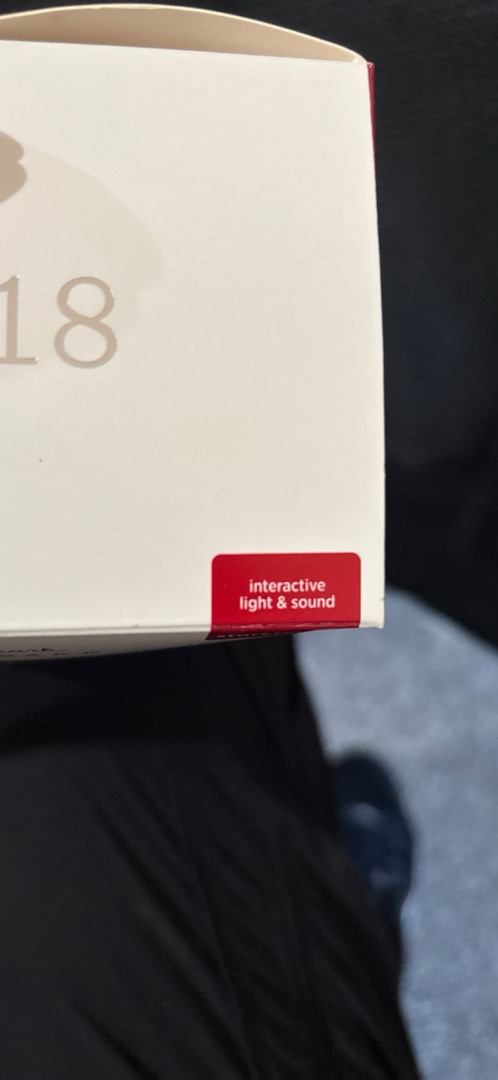 18
interactive
light & sound